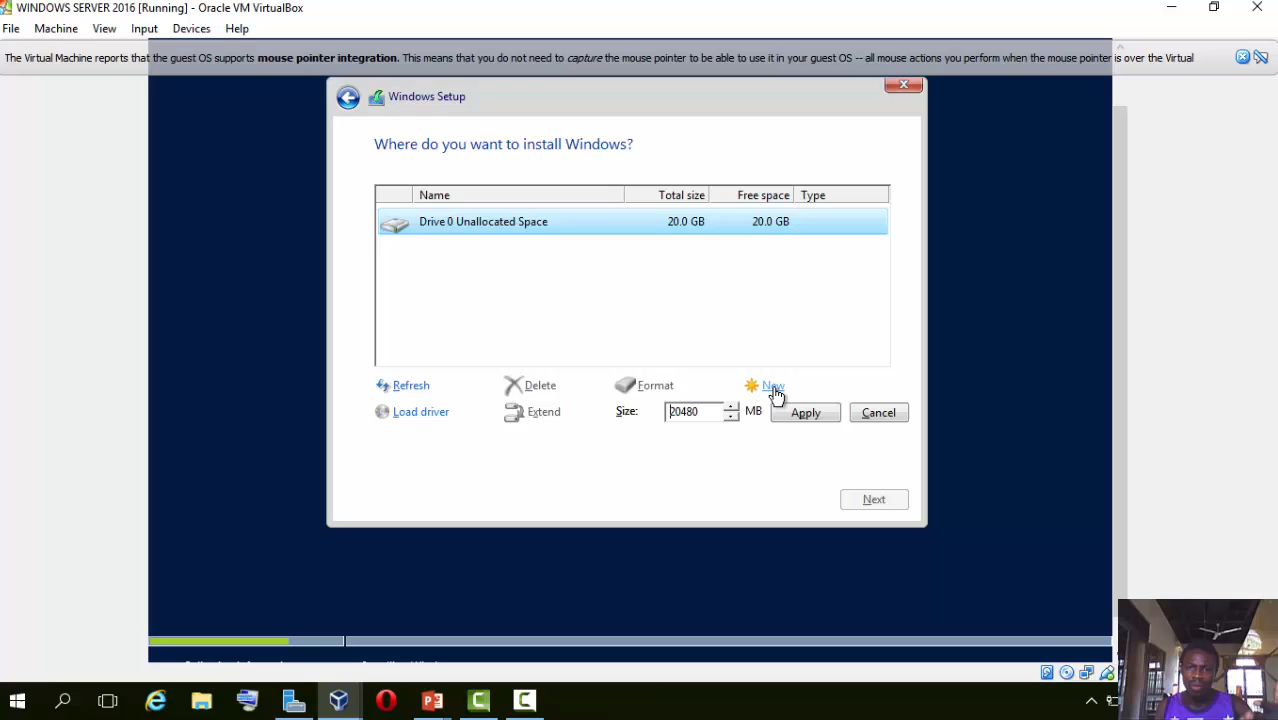 WINDOWS SERVER 2016 [Running] - Oracle VM VirtualBox
File Machine View Input Devices Help
The Virtual Machine reports that the guest OS supports mouse pointer integration. This means that you do not need to capture the mouse pointer to be able to use it in your guest OS -- all mouse actions you perform when the mouse pointer is over the Virtual
Windows Setup
Where do you want to install Windows?
Name Total size Free space Type
Drive 0 Unallocated Space 20.0 GB 20.0 GB
Refresh Delete Format New
Load driver Extend Size: 20480 MB Apply Cancel
Next